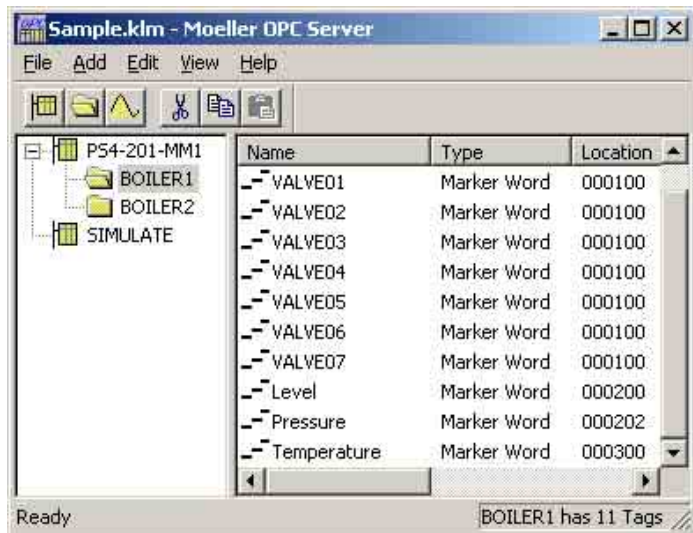 Sample.klm - Moeller OPC Server
File Add Edit View Help
PS4-201-MM1
BOILER1
BOILER2
SIMULATE
Name Type Location
VALVE01 Marker Word 000100
VALVE02 Marker Word 000100
VALVE03 Marker Word 000100
VALVE04 Marker Word 000100
VALVE05 Marker Word 000100
VALVE06 Marker Word 000100
VALVE07 Marker Word 000100
Level Marker Word 000200
Pressure Marker Word 000202
Temperature Marker Word 000300
Ready BOILER1 has 11 Tags